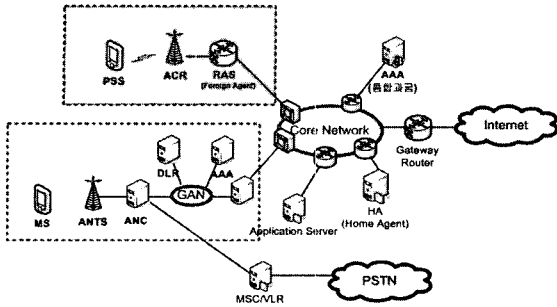 PSS
ACR
RAS
(Foreign Agent)
AAA
(통합과금)
Core Network
Internet
Gateway
Router
DLR
AAA
GAN
MS
ANTS
ANC
Application Server
HA
(Home Agent)
MSC/VLR
PSTN